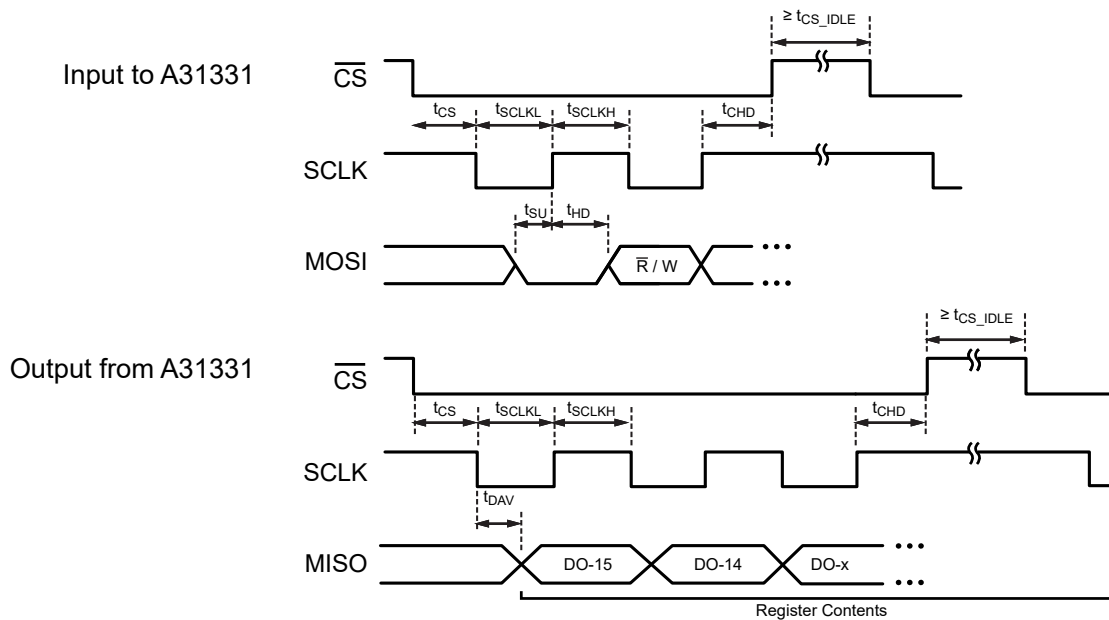 ≥ tCS_IDLE
Input to A31331
CS
tCS tSCLKL tSCLKH tCHD
SCLK
tSU tHD
MOSI R / W •••
•••
≥ tCS_IDLE
Output from A31331
CS
tCS tSCLKL tSCLKH tCHD
SCLK
tDAV
MISO DO-15 DO-14 DO-x •••
•••
Register Contents